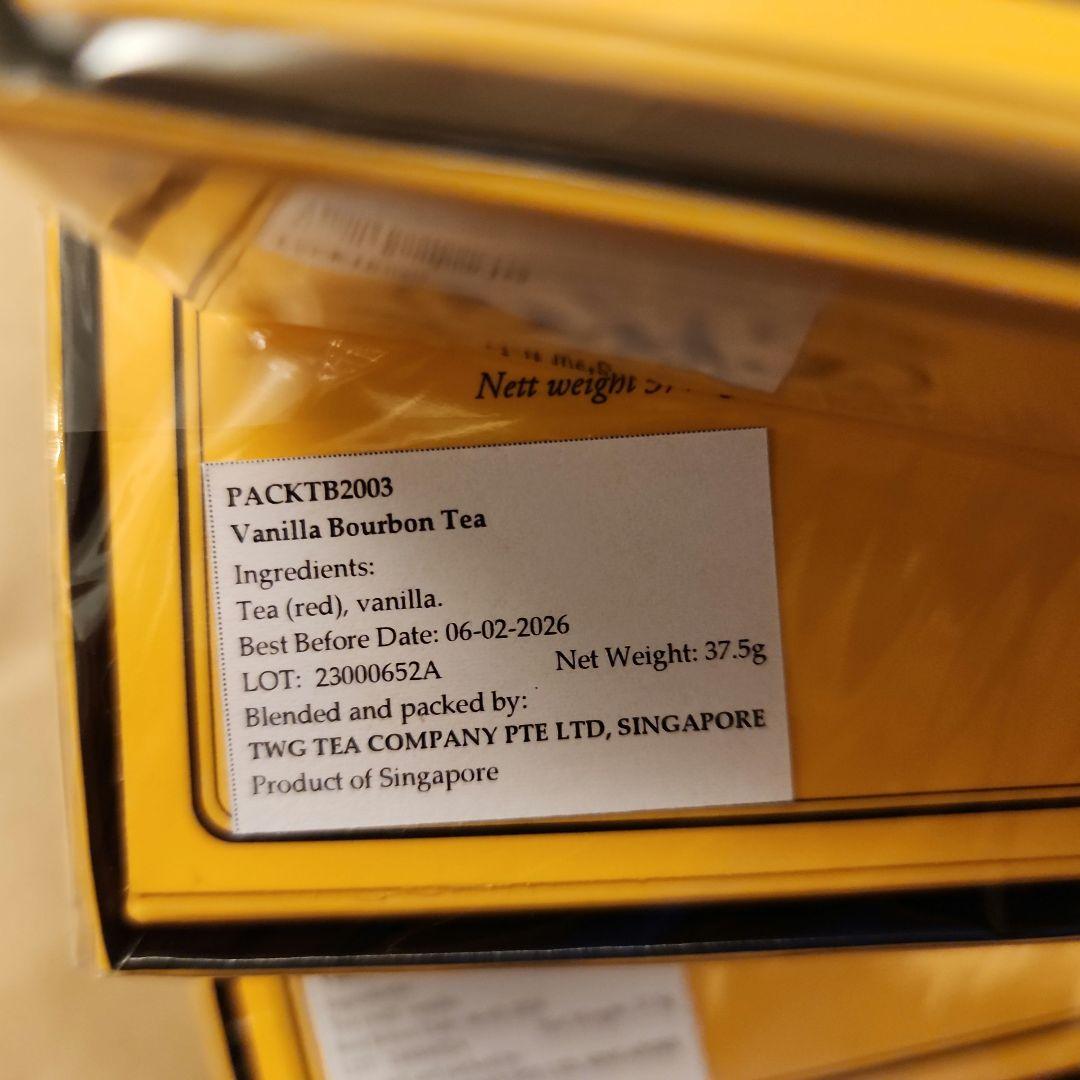 Nett weight
PACKTB2003
Vanilla Bourbon Tea
Ingredients:
Tea (red), vanilla.
Best Before Date: 06-02-2026
LOT: 23000652A Net Weight: 37.5g
Blended and packed by:
TWG TEA COMPANY PTE LTD, SINGAPORE
Product of Singapore